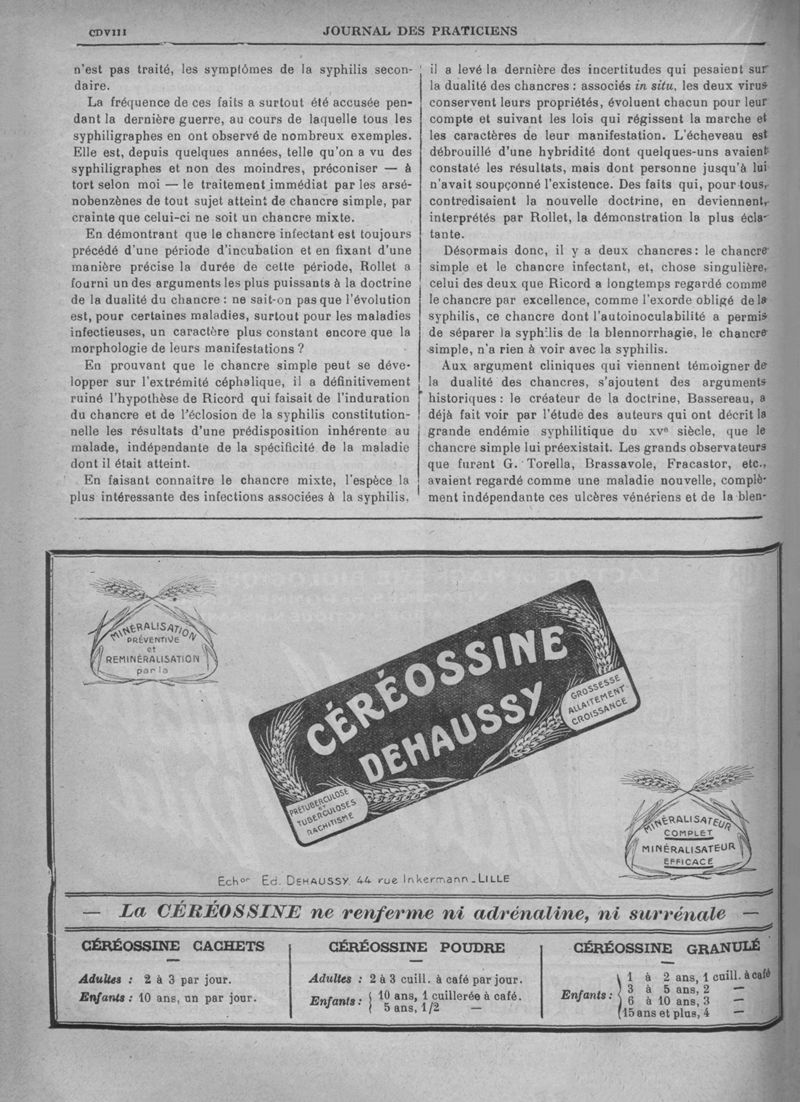 CDVIII
JOURNAL DES PRATICIENS
n'est pas traité, les symptômes de la syphilis secon-
daire.
La fréquence de ces faits a surtout été accusée pen-
dant la dernière guerre, au cours de laquelle tous les
syphiligraphes en ont observé de nombreux exemples.
Elle est, depuis quelques années, telle qu'on a vu des
syphiligraphes et non des moindres, préconiser — à
tort selon moi — le traitement immédiat par les arsé-
nobenzènes de tout sujet atteint de chancre simple, par
crainte que celui-ci ne soit un chancre mixte.
En démontrant que le chancre infectant est toujours
précédé d'une période d'incubation et en fixant d'une
manière précise la durée de cette période, Rollet a
fourni un des arguments les plus puissants à la doctrine
de la dualité du chancre : ne sait-on pas que l'évolution
est, pour certaines maladies, surtout pour les maladies
infectieuses, un caractère plus constant encore que la
morphologie de leurs manifestations ?
En prouvant que le chancre simple peut se déve-
lopper sur l'extrémité céphalique, il a définitivement
ruiné l'hypothèse de Ricord qui faisait de l'induration
du chancre et de l'éclosion de la syphilis constitution-
nelle les résultats d'une prédisposition inhérente au
malade, indépendante de la spécificité de la maladie
dont il était atteint.
En faisant connaître le chancre mixte, l'espèce la
plus intéressante des infections associées à la syphilis,
il a levé la dernière des incertitudes qui pesaient sur
la dualité des chancres : associés in situ, les deux virus
conservent leurs propriétés, évoluent chacun pour leur
compte et suivant les lois qui régissent la marche et
les caractères de leur manifestation. L'écheveau est
débrouillé d'une hybridité dont quelques-uns avaient
constaté les résultats, mais dont personne jusqu'à lui
n'avait soupçonné l'existence. Des faits qui, pour tous,
contredisaient la nouvelle doctrine, en deviennent,
interprétés par Rollet, la démonstration la plus écla-
tante.
Désormais donc, il y a deux chancres : le chancre
simple et le chancre infectant, et, chose singulière,
celui des deux que Ricord a longtemps regardé comme
le chancre par excellence, comme l'exorde obligé de la
syphilis, ce chancre dont l'autoinoculabilité a permis
de séparer la syphilis de la blennorrhagie, le chancre
simple, n'a rien à voir avec la syphilis.
Aux argument cliniques qui viennent témoigner de
la dualité des chancres, s'ajoutent des arguments
historiques : le créateur de la doctrine, Bassereau, a
déjà fait voir par l'étude des auteurs qui ont décrit la
grande endémie syphilitique du XVe siècle, que le
chancre simple lui préexistait. Les grands observateurs
que furent G. Torella, Brassavole, Fracastor, etc.,
avaient regardé comme une maladie nouvelle, complè-
ment indépendante ces ulcères vénériens et de la blen-
MINÉRALISATION
PRÉVENTIVE
et
REMINÉRALISATION
par la
CÉRÉOSSINE
DEHAUSSY
GROSSESSE
ALLAITEMENT
CROISSANCE
PRÉTUBERCULOSE
ET
TUBERCULOSES
RACHITISME
MINÉRALISATEUR
COMPLET
MINÉRALISATEUR
EFFICACE
Echon Ed. DEHAUSSY 44 rue Inkermann_LILLE
— La CÉRÉOSSINE ne renferme ni adrénaline, ni surrénale —
CÉRÉOSSINE CACHETS
Adultes : 2 à 3 par jour.
Enfants : 10 ans, un par jour.
CÉRÉOSSINE POUDRE
Adultes : 2 à 3 cuill. à café par jour.
Enfants : { 10 ans, 1 cuillerée à café.
5 ans, 1/2 —
CÉRÉOSSINE GRANULÉ
1 à 2 ans, 1 cuill. à café
3 à 5 ans, 2 —
Enfants : 6 à 10 ans, 3 —
15 ans et plus, 4 —